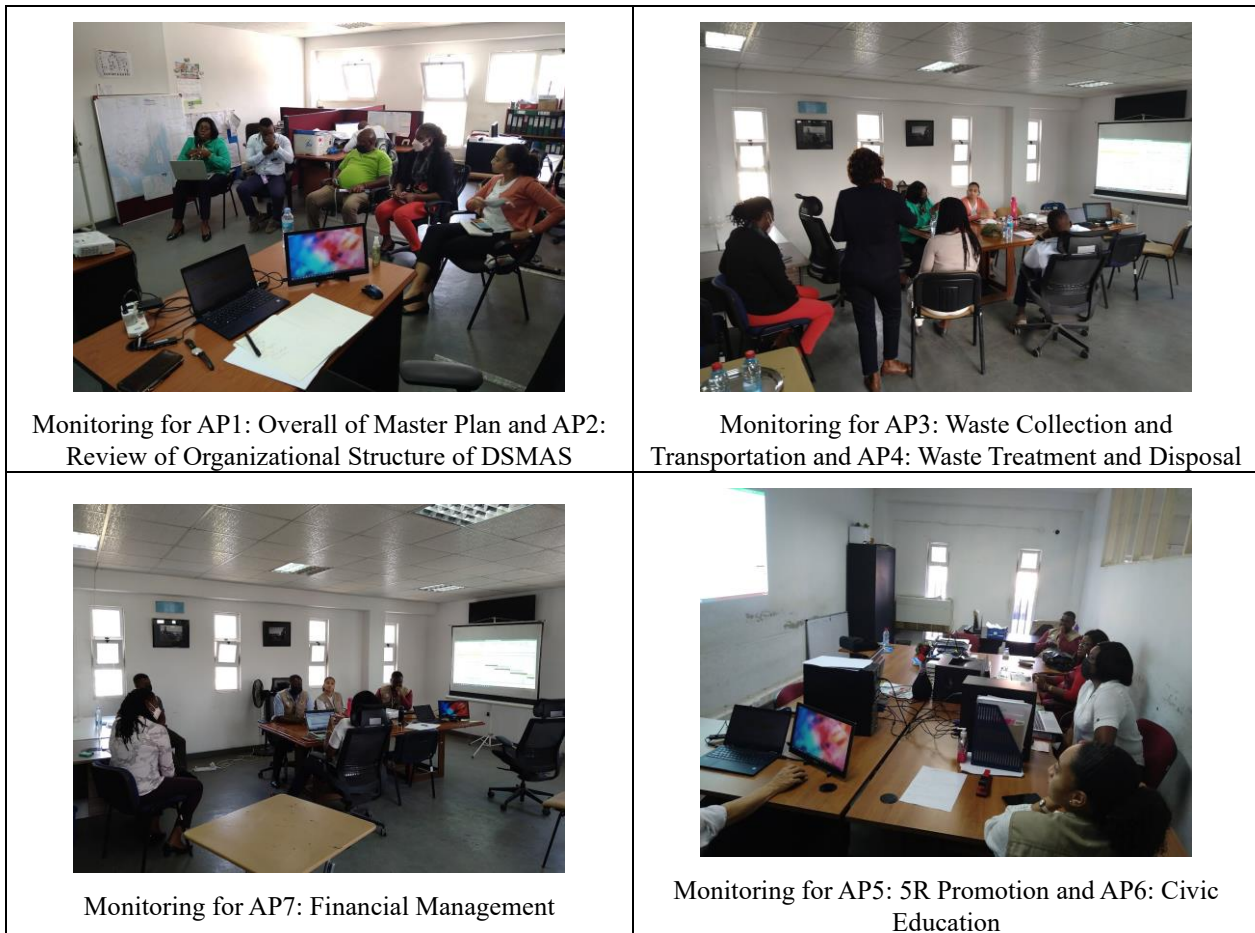 Monitoring for AP1: Overall of Master Plan and AP2:
Review of Organizational Structure of DSMAS
Monitoring for AP3: Waste Collection and
Transportation and AP4: Waste Treatment and Disposal
Monitoring for AP7: Financial Management
Monitoring for AP5: 5R Promotion and AP6: Civic
Education